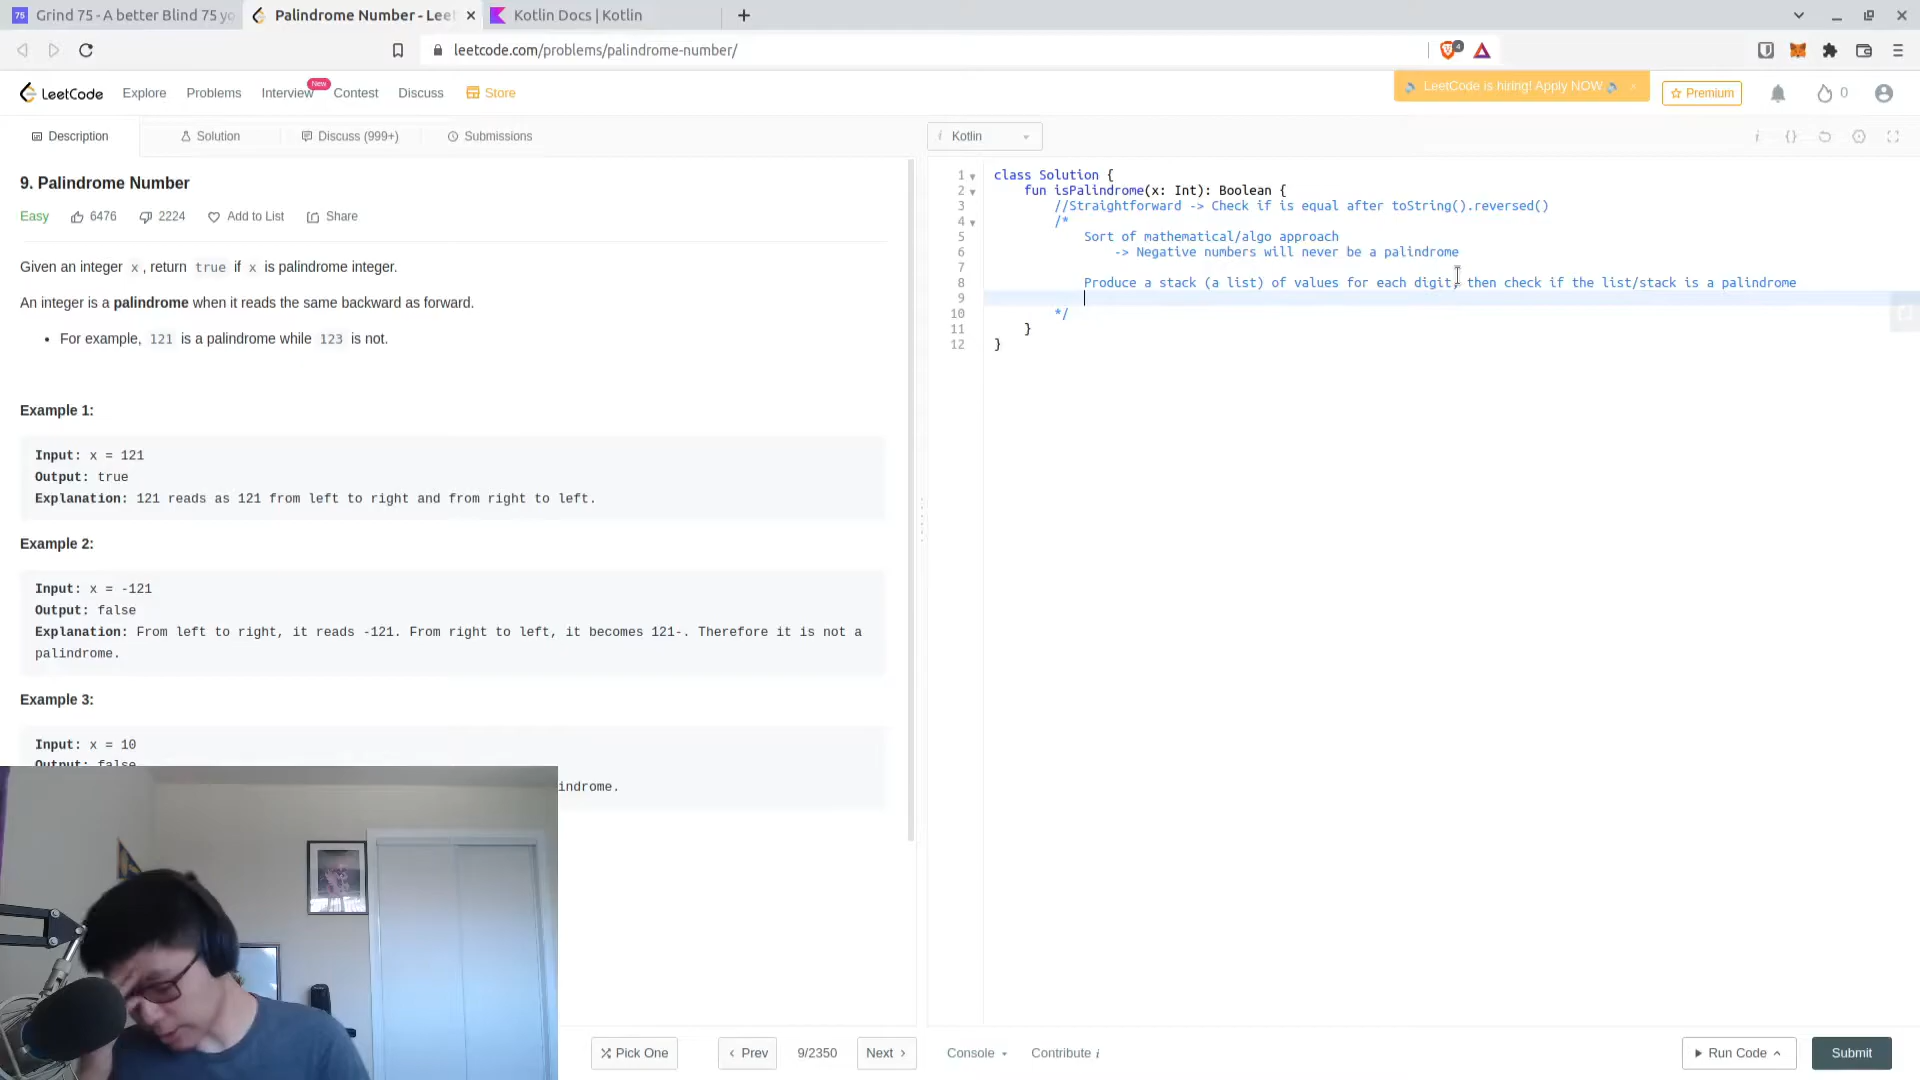 Grind 75 - A better Blind 75 yo
Palindrome Number - Leet
Kotlin Docs | Kotlin
leetcode.com/problems/palindrome-number/
4
LeetCode
Explore
Problems
Interview
New
Contest
Discuss
Store
LeetCode is hiring! Apply NOW
Premium
0
Description
Solution
Discuss (999+)
Submissions
i Kotlin
9. Palindrome Number
Easy
6476
2224
Add to List
Share
Given an integer x, return true if x is palindrome integer.
An integer is a palindrome when it reads the same backward as forward.
• For example, 121 is a palindrome while 123 is not.
Example 1:
Input: x = 121
Output: true
Explanation: 121 reads as 121 from left to right and from right to left.
Example 2:
Input: x = -121
Output: false
Explanation: From left to right, it reads -121. From right to left, it becomes 121-. Therefore it is not a
palindrome.
Example 3:
Input: x = 10
Output: false
indrome.
1 class Solution {
2 fun isPalindrome(x: Int): Boolean {
3 //Straightforward -> Check if is equal after toString().reversed()
4 /*
5 Sort of mathematical/algo approach
6 -> Negative numbers will never be a palindrome
7
8 Produce a stack (a list) of values for each digit, then check if the list/stack is a palindrome
9
10 */
11 }
12 }
Pick One
‹ Prev
9/2350
Next ›
Console
Contribute i
Run Code
Submit